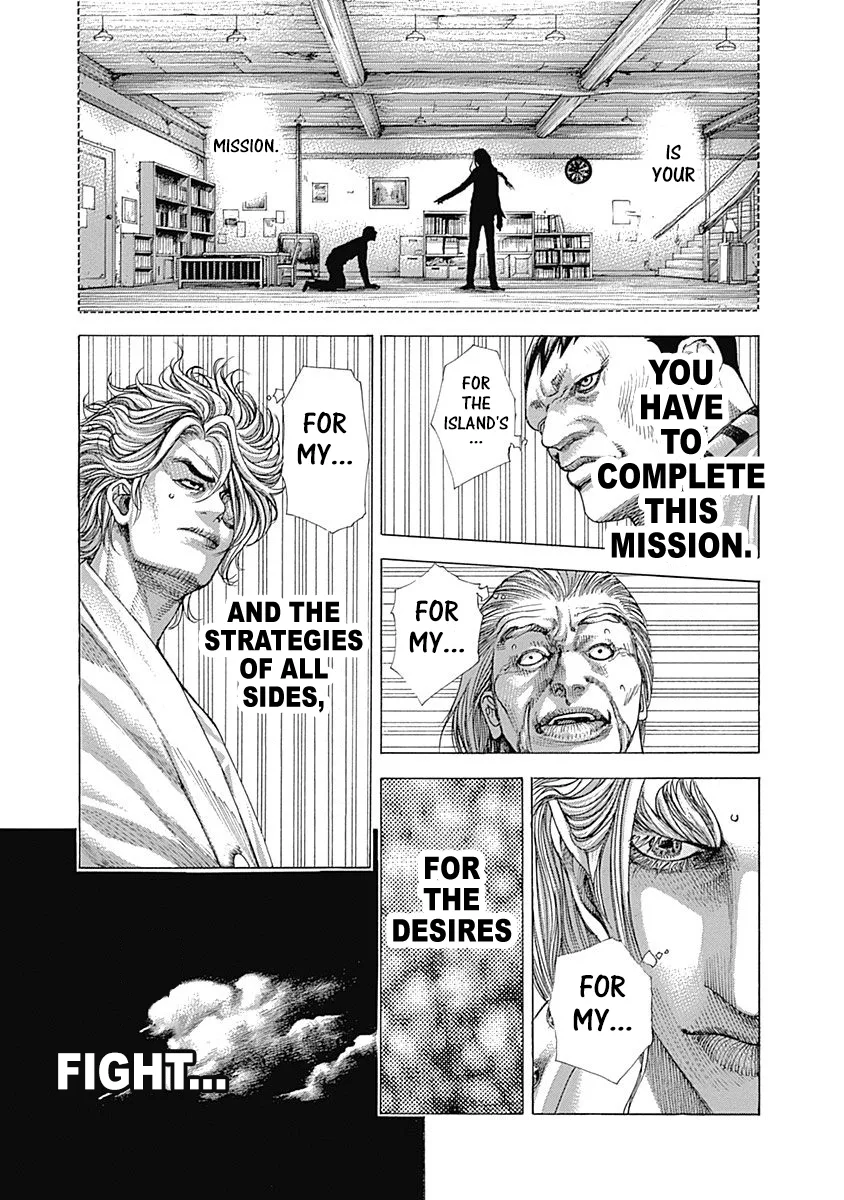 IS
YOUR
MISSION.
YOU
HAVE
TO
COMPLETE
THIS
MISSION.
FOR
THE
ISLAND'S
...
FOR
MY...
FOR
MY...
FOR
MY...
FOR
THE
DESIRES
AND THE
STRATEGIES
OF ALL
SIDES,
FIGHT...